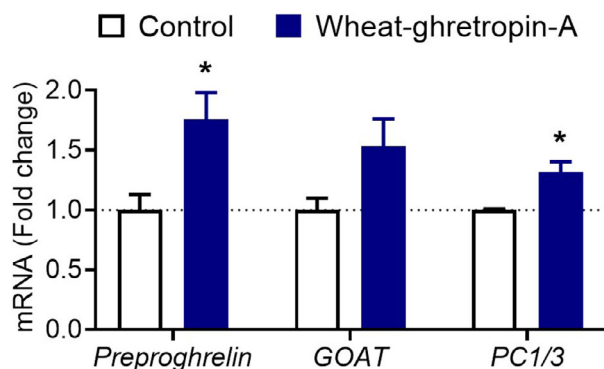 Control Wheat-ghretropin-A
* *
mRNA (Fold change)
2.0
1.5
1.0
0.5
0.0
Preproghrelin GOAT PC1/3